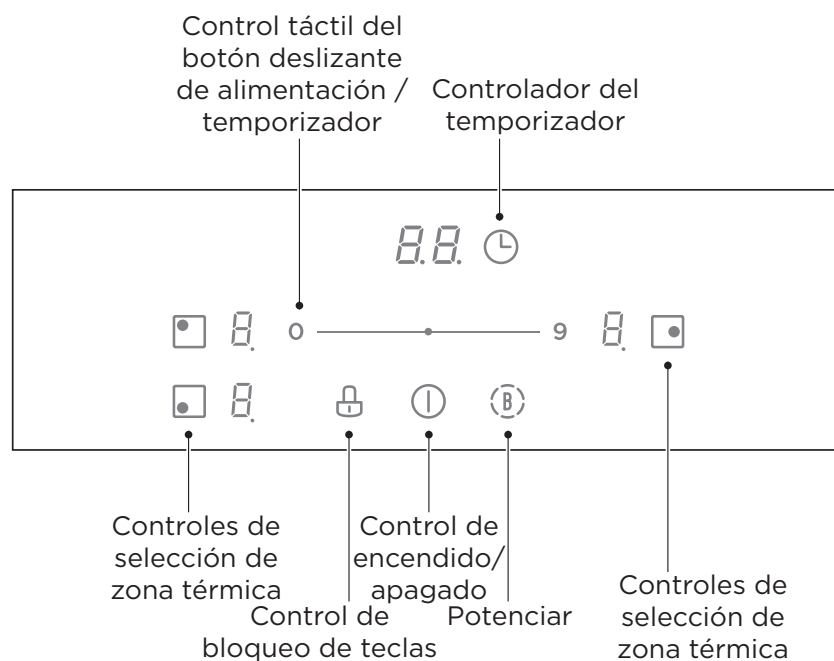 Control táctil del
botón deslizante
de alimentación /
temporizador
Controlador del
temporizador
8.8.
8.
0
9
8.
8.
B
Controles de
selección de
zona térmica
Control de
encendido/
apagado
Control de
bloqueo de teclas
Potenciar
Controles de
selección de
zona térmica